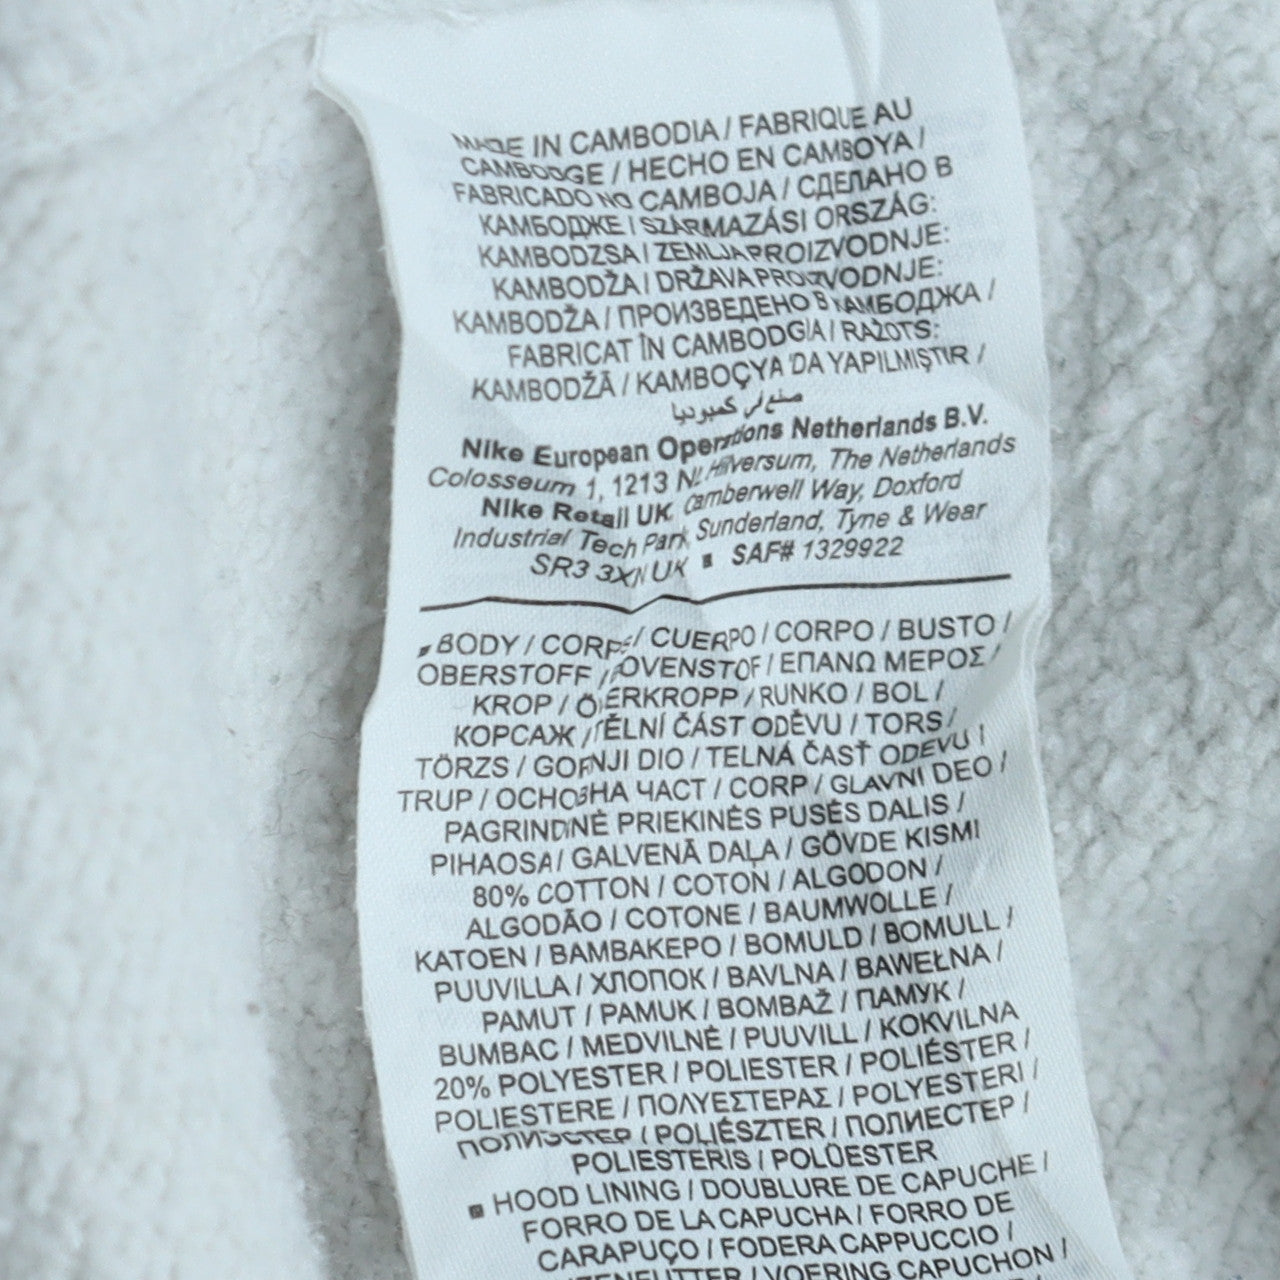 MADE IN CAMBODIA / FABRIQUE AU
CAMBODGE / HECHO EN CAMBOYA /
FABRICADO NO CAMBOJA / СДЕЛАНО В
КАМБОДЖЕ / SZÁRMAZÁSI ORSZÁG:
KAMBODZSA / ZEMLJA PROIZVODNJE:
KAMBODŽA / DRŽAVA PROIZVODNJE:
KAMBODŽA / ПРОИЗВЕДЕНО В КАМБОДЖА /
FABRICAT ÎN CAMBODGIA / RAŽOTS:
KAMBODŽĀ / KAMBOÇYA 'DA YAPILMIŞTIR /
صنع في كمبوديا
Nike European Operations Netherlands B.V.
Colosseum 1, 1213 NL Hilversum, The Netherlands
Nike Retail UK, Camberwell Way, Doxford
Industrial Tech Park, Sunderland, Tyne & Wear
SR3 3XN UK ▪ SAF# 1329922
▪ BODY / CORPS / CUERPO / CORPO / BUSTO /
OBERSTOFF / BOVENSTOF / ΕΠΑΝΩ ΜΕΡΟΣ /
KROP / ÖVERKROPP / RUNKO / BOL /
КОРСАЖ / TĚLNÍ ČÁST ODĚVU / TORS /
TÖRZS / GORNJI DIO / TELNÁ ČASŤ ODEVU /
TRUP / ОСНОВНА ЧАСТ / CORP / GLAVNI DEO /
PAGRINDINĖ PRIEKINĖS PUSĖS DALIS /
PIHAOSA / GALVENĀ DAĻA / GÖVDE KISMI
80% COTTON / COTON / ALGODON /
ALGODÃO / COTONE / BAUMWOLLE /
KATOEN / ΒΑΜΒΑΚΕΡΟ / BOMULD / BOMULL /
PUUVILLA / ХЛОПОК / BAVLNA / BAWEŁNA /
PAMUT / PAMUK / BOMBAŽ / ПАМУК /
BUMBAC / MEDVILNĖ / PUUVILL / KOKVILNA
20% POLYESTER / POLIESTER / POLIÉSTER /
POLIESTERE / ΠΟΛΥΕΣΤΕΡΑΣ / POLYESTERI /
ПОЛИЭСТЕР / POLIÉSZTER / ПОЛИЕСТЕР /
POLIESTERIS / POLÜESTER
▪ HOOD LINING / DOUBLURE DE CAPUCHE /
FORRO DE LA CAPUCHA / FORRO DE
CARAPUÇO / FODERA CAPPUCCIO /
VOERING CAPUCHON /